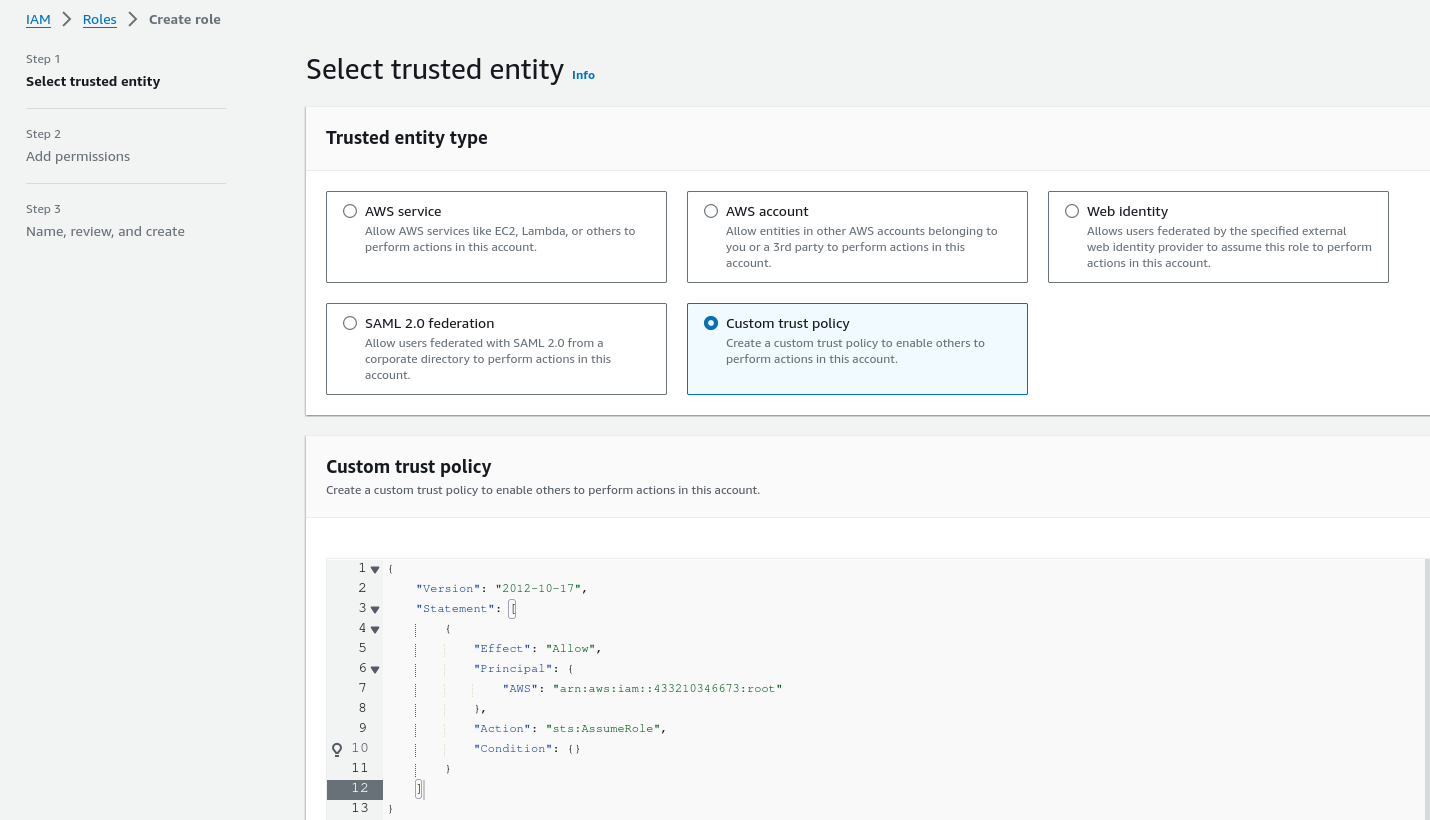 IAM > Roles > Create role
Step 1
Select trusted entity
Step 2
Add permissions
Step 3
Name, review, and create
Select trusted entity Info
Trusted entity type
AWS service
Allow AWS services like EC2, Lambda, or others to
perform actions in this account.
AWS account
Allow entities in other AWS accounts belonging to
you or a 3rd party to perform actions in this
account.
Web identity
Allows users federated by the specified external
web identity provider to assume this role to perform
actions in this account.
SAML 2.0 federation
Allow users federated with SAML 2.0 from a
corporate directory to perform actions in this
account.
Custom trust policy
Create a custom trust policy to enable others to
perform actions in this account.
Custom trust policy
Create a custom trust policy to enable others to perform actions in this account.
1 {
2 "Version": "2012-10-17",
3 "Statement": [
4 {
5 "Effect": "Allow",
6 "Principal": {
7 "AWS": "arn:aws:iam::433210346673:root"
8 },
9 "Action": "sts:AssumeRole",
10 "Condition": {}
11 }
12 ]
13 }